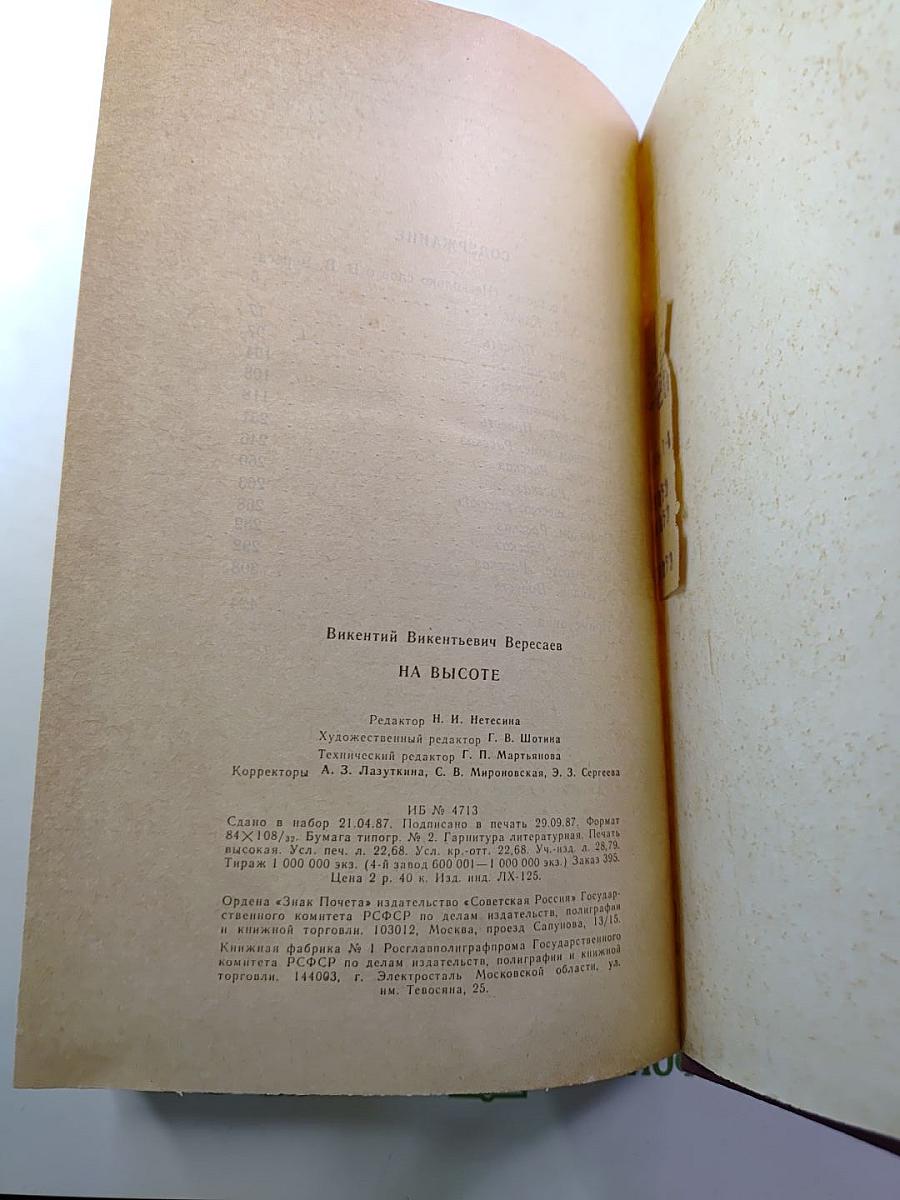 Викентий Викентьевич Вересаев
НА ВЫСОТЕ
Редактор Н. И. Нетесина
Художественный редактор Г. В. Шотина
Технический редактор Г. П. Мартьянова
Корректоры А. З. Лазуткина, С. В. Мироновская, Э. З. Сергеева
ИБ № 4713
Сдано в набор 21.04.87. Подписано в печать 29.09.87. Формат
84×108/32. Бумага типогр. № 2. Гарнитура литературная. Печать
высокая. Усл. печ. л. 22,68. Усл. кр.-отт. 22,68. Уч.-изд. л. 28,79.
Тираж 1 000 000 экз. (4-й завод 600 001—1 000 000 экз.) Заказ 395.
Цена 2 р. 40 к. Изд. инд. ЛХ-125.
Ордена «Знак Почета» издательство «Советская Россия» Государ-
ственного комитета РСФСР по делам издательств, полиграфии
и книжной торговли. 103012, Москва, проезд Сапунова, 13/15.
Книжная фабрика № 1 Росглавполиграфпрома Государственного
комитета РСФСР по делам издательств, полиграфии и книжной
торговли. 144003, г. Электросталь Московской области, ул.
им. Тевосяна, 25.